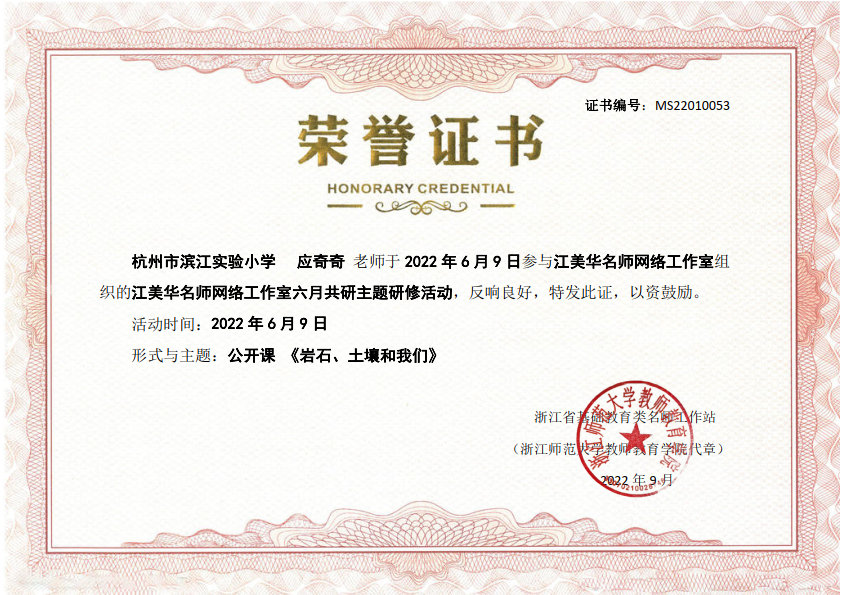 证书编号：MS22010053
荣誉证书
HONORARY CREDENTIAL
杭州市滨江实验小学 应奇奇 老师于 2022 年 6 月 9 日参与江美华名师网络工作室组
织的江美华名师网络工作室六月共研主题研修活动，反响良好，特发此证，以资鼓励。
活动时间：2022 年 6 月 9 日
形式与主题：公开课 《岩石、土壤和我们》
浙江省基础教育类名师工作站
（浙江师范大学教师教育学院代章）
2022 年 9 月
浙江师范大学教师教育学院